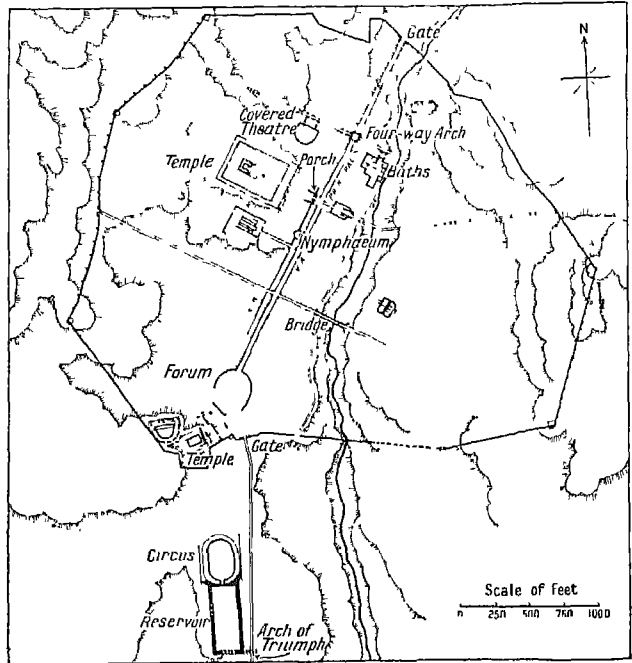 Gate
N
Covered
Theatre
Four-way Arch
Temple
Porch
Baths
Nymphaeum
Bridge
Forum
Gate
Temple
Circus
Scale of Feet
0 250 500 750 1000
Reservoir
Arch of
Triumph